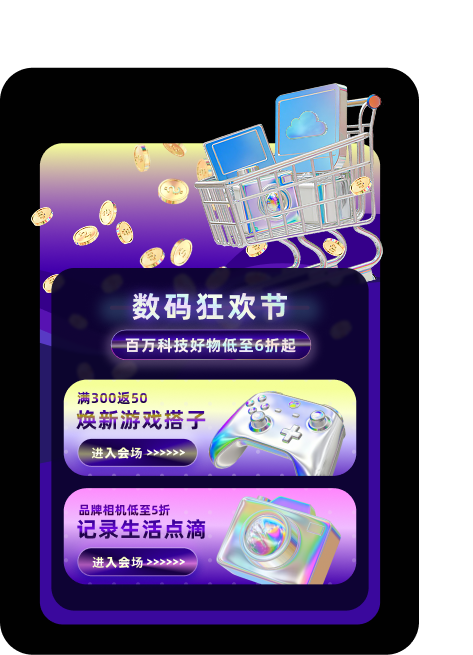 数码狂欢节
百万科技好物低至6折起
满300返50
焕新游戏搭子
进入会场 >>>>>>
品牌相机低至5折
记录生活点滴
进入会场 >>>>>>